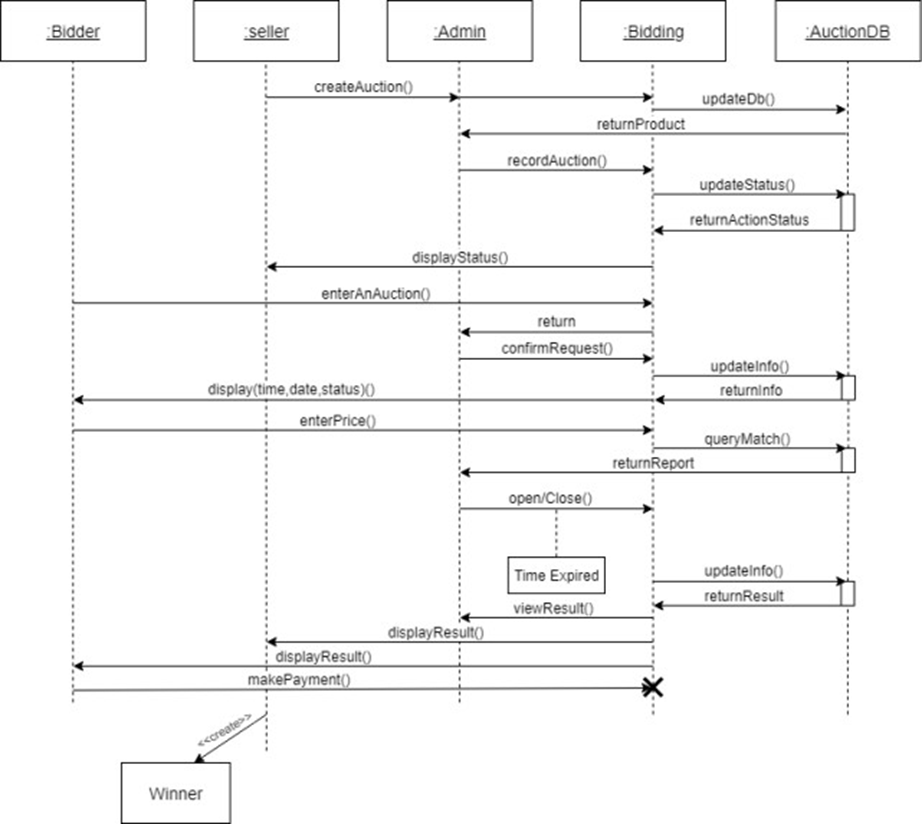 :Bidder
:seller
:Admin
:Bidding
:AuctionDB
createAuction()
updateDb()
returnProduct
recordAuction()
updateStatus()
returnActionStatus
displayStatus()
enterAnAuction()
return
confirmRequest()
updateInfo()
display(time,date,status)()
returnInfo
enterPrice()
queryMatch()
returnReport
open/Close()
Time Expired
updateInfo()
returnResult
viewResult()
displayResult()
displayResult()
makePayment()
<<create>>
Winner